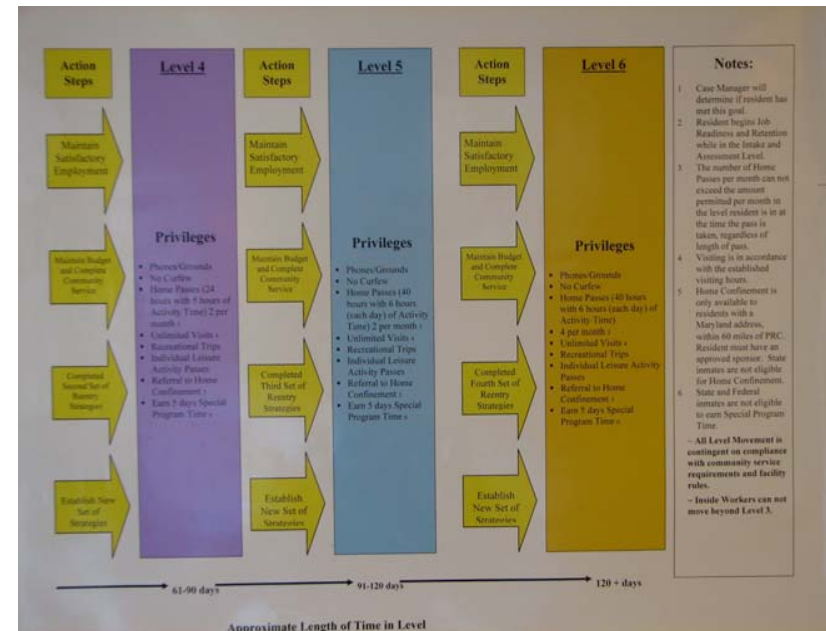 Action
Steps
Maintain
Satisfactory
Employment
Maintain Budget
and Complete
Community
Service
Completed
Second Set of
Reentry
Strategies
Establish New
Set of
Strategies
Level 4
Privileges
• Phones/Grounds
• No Curfew
• Home Passes (24
hours with 5 hours of
Activity Time) 2 per
month 3
• Unlimited Visits 4
• Recreational Trips
• Individual Leisure
Activity Passes
• Referral to Home
Confinement 5
• Earn 5 days Special
Program Time 6
Action
Steps
Maintain
Satisfactory
Employment
Maintain Budget
and Complete
Community
Service
Completed
Third Set of
Reentry
Strategies
Establish
New Set of
Strategies
Level 5
Privileges
• Phones/Grounds
• No Curfew
• Home Passes (40
hours with 6 hours
(each day) of Activity
Time) 2 per month 3
• Unlimited Visits 4
• Recreational Trips
• Individual Leisure
Activity Passes
• Referral to Home
Confinement 5
• Earn 5 days Special
Program Time 6
Action
Steps
Maintain
Satisfactory
Employment
Maintain Budget
and Complete
Community
Service
Completed
Fourth Set of
Reentry
Strategies
Establish
New Set of
Strategies
Level 6
Privileges
• Phones/Grounds
• No Curfew
• Home Passes (40 hours
with 6 hours (each day) of
Activity Time)
• 4 per month 3
• Unlimited Visits 4
• Recreational Trips
• Individual Leisure Activity
Passes
• Referral to Home
Confinement 5
• Earn 5 days Special
Program Time 6
Notes:
1 Case Manager will
determine if resident has
met this goal.
2 Resident begins Job
Readiness and Retention
while in the Intake and
Assessment Level.
3 The number of Home
Passes per month can not
exceed the amount
permitted per month in
the level resident is in at
the time the pass is
taken, regardless of
length of pass.
4 Visiting is in accordance
with the established
visiting hours.
5 Home Confinement is
only available to
residents with a
Maryland address,
within 60 miles of PRC.
Resident must have an
approved sponsor. State
inmates are not eligible
for Home Confinement.
6 State and Federal
inmates are not eligible
to earn Special Program
Time.
~ All Level Movement is
contingent on compliance
with community service
requirements and facility
rules.
~ Inside Workers can not
move beyond Level 3.
61-90 days
91-120 days
120 + days
Approximate Length of Time in Level